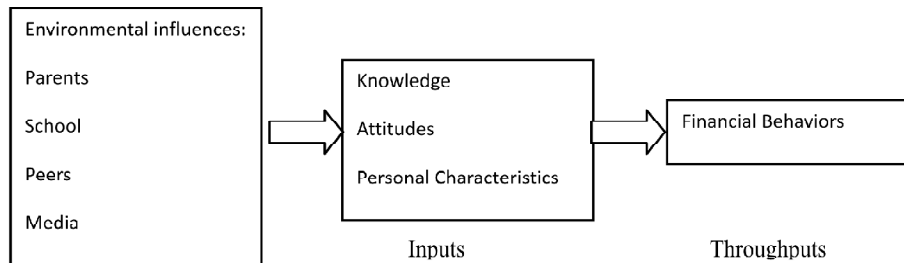 Environmental influences:
Parents
School
Peers
Media
Knowledge
Attitudes
Personal Characteristics
Inputs
Financial Behaviors
Throughputs